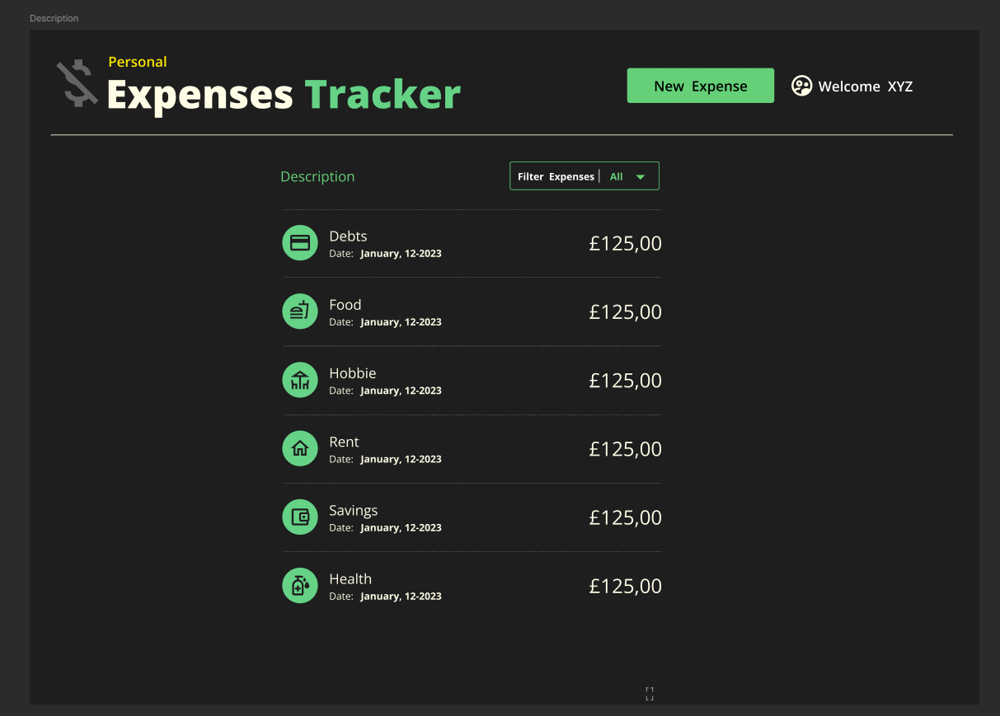 Description
Personal
Expenses Tracker
New Expense
Welcome XYZ
Description
Filter Expenses | All
Debts
Date: January, 12-2023
£125,00
Food
Date: January, 12-2023
£125,00
Hobbie
Date: January, 12-2023
£125,00
Rent
Date: January, 12-2023
£125,00
Savings
Date: January, 12-2023
£125,00
Health
Date: January, 12-2023
£125,00